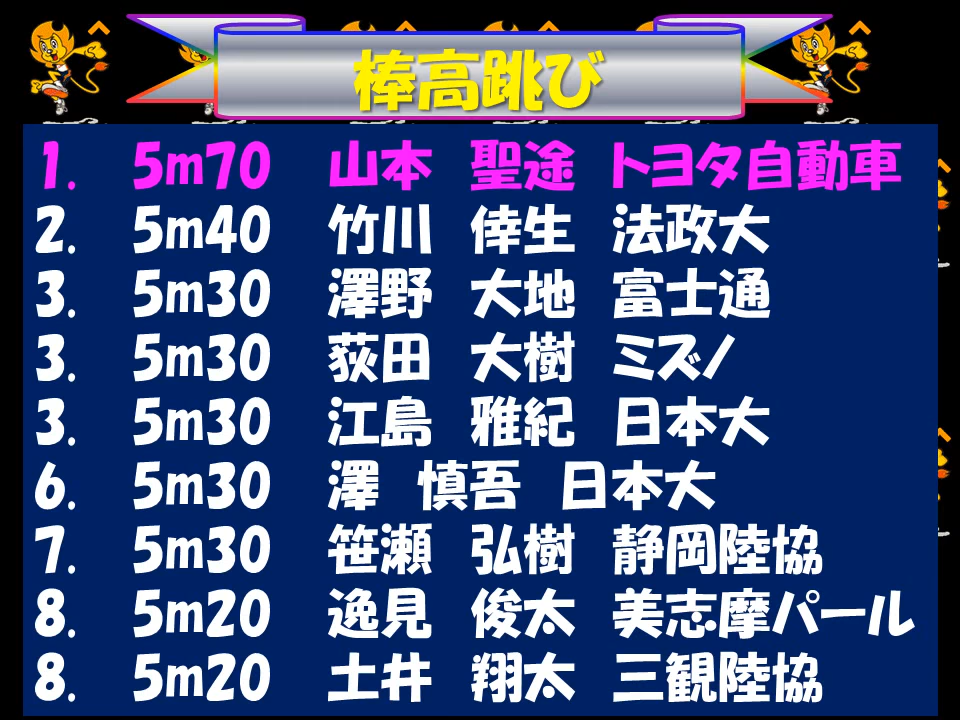 棒高跳び
1. 5m70 山本 聖途 トヨタ自動車
2. 5m40 竹川 倖生 法政大
3. 5m30 澤野 大地 富士通
3. 5m30 荻田 大樹 ミズノ
3. 5m30 江島 雅紀 日本大
6. 5m30 澤 慎吾 日本大
7. 5m30 笹瀬 弘樹 静岡陸協
8. 5m20 逸見 俊太 美志摩パール
8. 5m20 土井 翔太 三観陸協